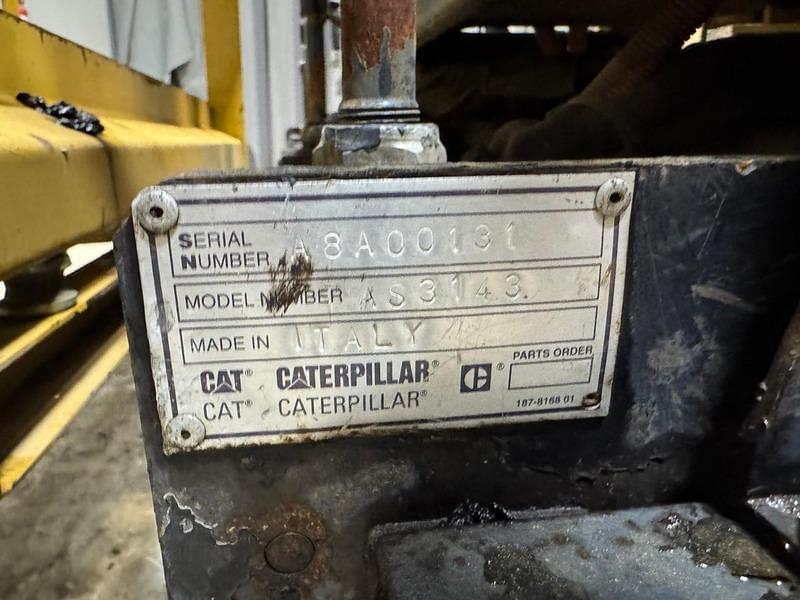 SERIAL NUMBER A8A00131
MODEL NUMBER AS3143
MADE IN ITALY
PARTS ORDER
CAT® CATERPILLAR® C®
CAT® CATERPILLAR®
187-8168 01